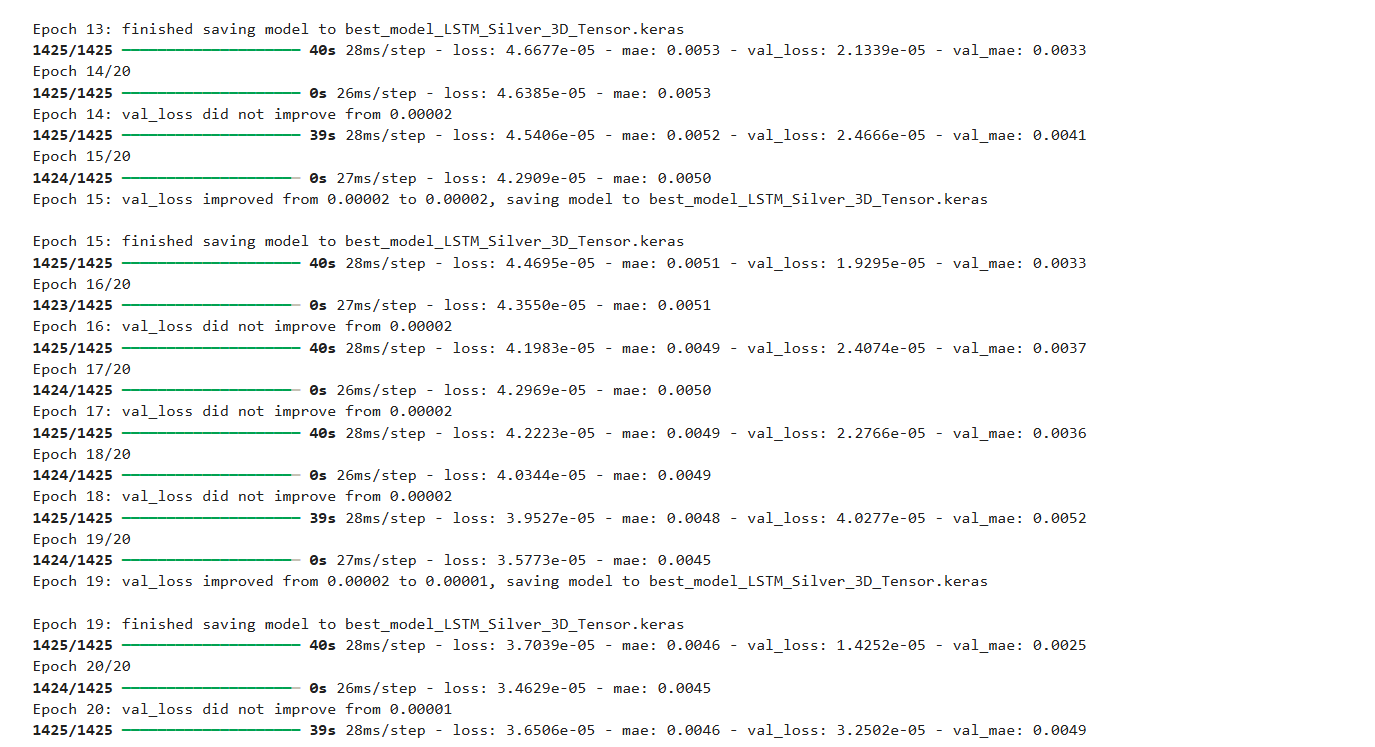 Epoch 13: finished saving model to best_model_LSTM_Silver_3D_Tensor.keras
1425/1425 ━━━━━━━━━━━━━━━━━━━━ 40s 28ms/step - loss: 4.6677e-05 - mae: 0.0053 - val_loss: 2.1339e-05 - val_mae: 0.0033
Epoch 14/20
1425/1425 ━━━━━━━━━━━━━━━━━━━━ 0s 26ms/step - loss: 4.6385e-05 - mae: 0.0053
Epoch 14: val_loss did not improve from 0.00002
1425/1425 ━━━━━━━━━━━━━━━━━━━━ 39s 28ms/step - loss: 4.5406e-05 - mae: 0.0052 - val_loss: 2.4666e-05 - val_mae: 0.0041
Epoch 15/20
1424/1425 ━━━━━━━━━━━━━━━━━━━━ 0s 27ms/step - loss: 4.2909e-05 - mae: 0.0050
Epoch 15: val_loss improved from 0.00002 to 0.00002, saving model to best_model_LSTM_Silver_3D_Tensor.keras
Epoch 15: finished saving model to best_model_LSTM_Silver_3D_Tensor.keras
1425/1425 ━━━━━━━━━━━━━━━━━━━━ 40s 28ms/step - loss: 4.4695e-05 - mae: 0.0051 - val_loss: 1.9295e-05 - val_mae: 0.0033
Epoch 16/20
1423/1425 ━━━━━━━━━━━━━━━━━━━━ 0s 27ms/step - loss: 4.3550e-05 - mae: 0.0051
Epoch 16: val_loss did not improve from 0.00002
1425/1425 ━━━━━━━━━━━━━━━━━━━━ 40s 28ms/step - loss: 4.1983e-05 - mae: 0.0049 - val_loss: 2.4074e-05 - val_mae: 0.0037
Epoch 17/20
1424/1425 ━━━━━━━━━━━━━━━━━━━━ 0s 26ms/step - loss: 4.2969e-05 - mae: 0.0050
Epoch 17: val_loss did not improve from 0.00002
1425/1425 ━━━━━━━━━━━━━━━━━━━━ 40s 28ms/step - loss: 4.2223e-05 - mae: 0.0049 - val_loss: 2.2766e-05 - val_mae: 0.0036
Epoch 18/20
1424/1425 ━━━━━━━━━━━━━━━━━━━━ 0s 26ms/step - loss: 4.0344e-05 - mae: 0.0049
Epoch 18: val_loss did not improve from 0.00002
1425/1425 ━━━━━━━━━━━━━━━━━━━━ 39s 28ms/step - loss: 3.9527e-05 - mae: 0.0048 - val_loss: 4.0277e-05 - val_mae: 0.0052
Epoch 19/20
1424/1425 ━━━━━━━━━━━━━━━━━━━━ 0s 27ms/step - loss: 3.5773e-05 - mae: 0.0045
Epoch 19: val_loss improved from 0.00002 to 0.00001, saving model to best_model_LSTM_Silver_3D_Tensor.keras
Epoch 19: finished saving model to best_model_LSTM_Silver_3D_Tensor.keras
1425/1425 ━━━━━━━━━━━━━━━━━━━━ 40s 28ms/step - loss: 3.7039e-05 - mae: 0.0046 - val_loss: 1.4252e-05 - val_mae: 0.0025
Epoch 20/20
1424/1425 ━━━━━━━━━━━━━━━━━━━━ 0s 26ms/step - loss: 3.4629e-05 - mae: 0.0045
Epoch 20: val_loss did not improve from 0.00001
1425/1425 ━━━━━━━━━━━━━━━━━━━━ 39s 28ms/step - loss: 3.6506e-05 - mae: 0.0046 - val_loss: 3.2502e-05 - val_mae: 0.0049